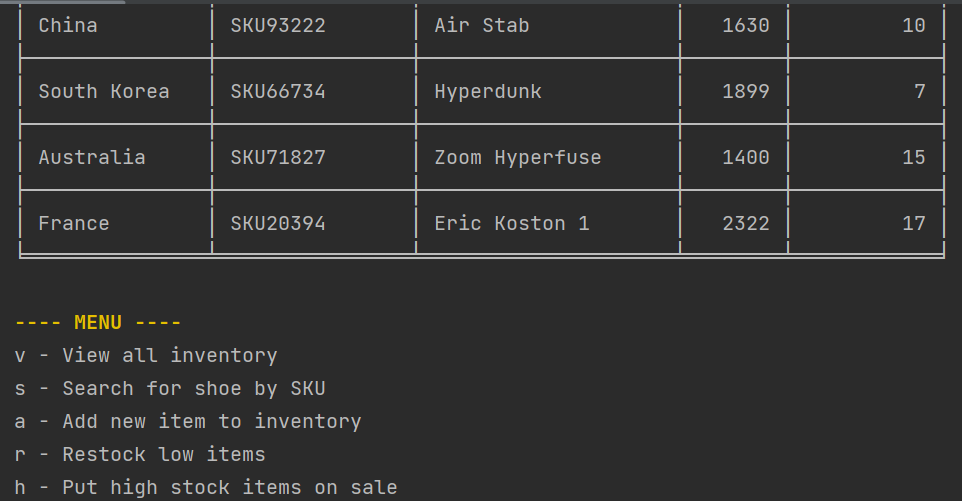 China SKU93222 Air Stab 1630 10
South Korea SKU66734 Hyperdunk 1899 7
Australia SKU71827 Zoom Hyperfuse 1400 15
France SKU20394 Eric Koston 1 2322 17
---- MENU ----
v - View all inventory
s - Search for shoe by SKU
a - Add new item to inventory
r - Restock low items
h - Put high stock items on sale